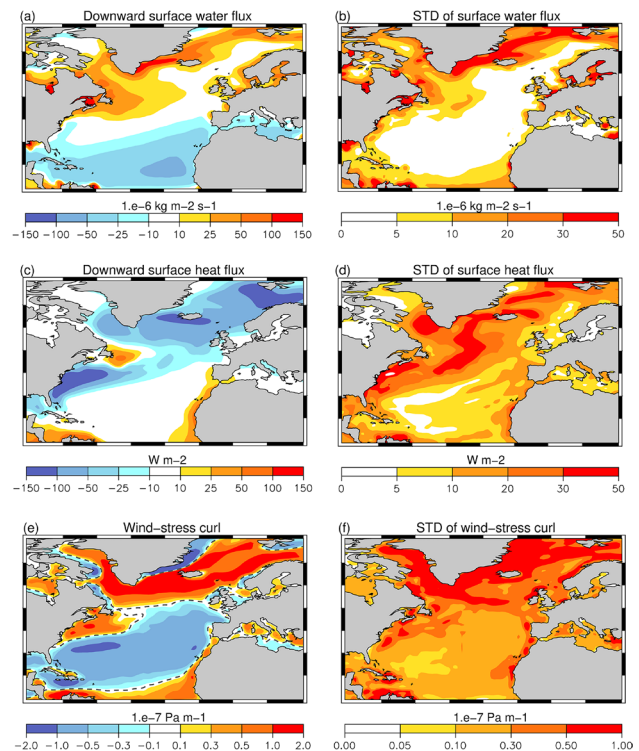 (a) Downward surface water flux
(b) STD of surface water flux
1.e−6 kg m−2 s−1
−150 −100 −50 −25 −10 10 25 50 100 150
1.e−6 kg m−2 s−1
0 5 10 20 30 50
(c) Downward surface heat flux
(d) STD of surface heat flux
W m−2
−150 −100 −50 −25 −10 10 25 50 100 150
W m−2
0 5 10 20 30 50
(e) Wind−stress curl
(f) STD of wind−stress curl
1.e−7 Pa m−1
−2.0 −1.0 −0.5 −0.3 −0.1 0.1 0.3 0.5 1.0 2.0
1.e−7 Pa m−1
0.00 0.05 0.10 0.30 0.50